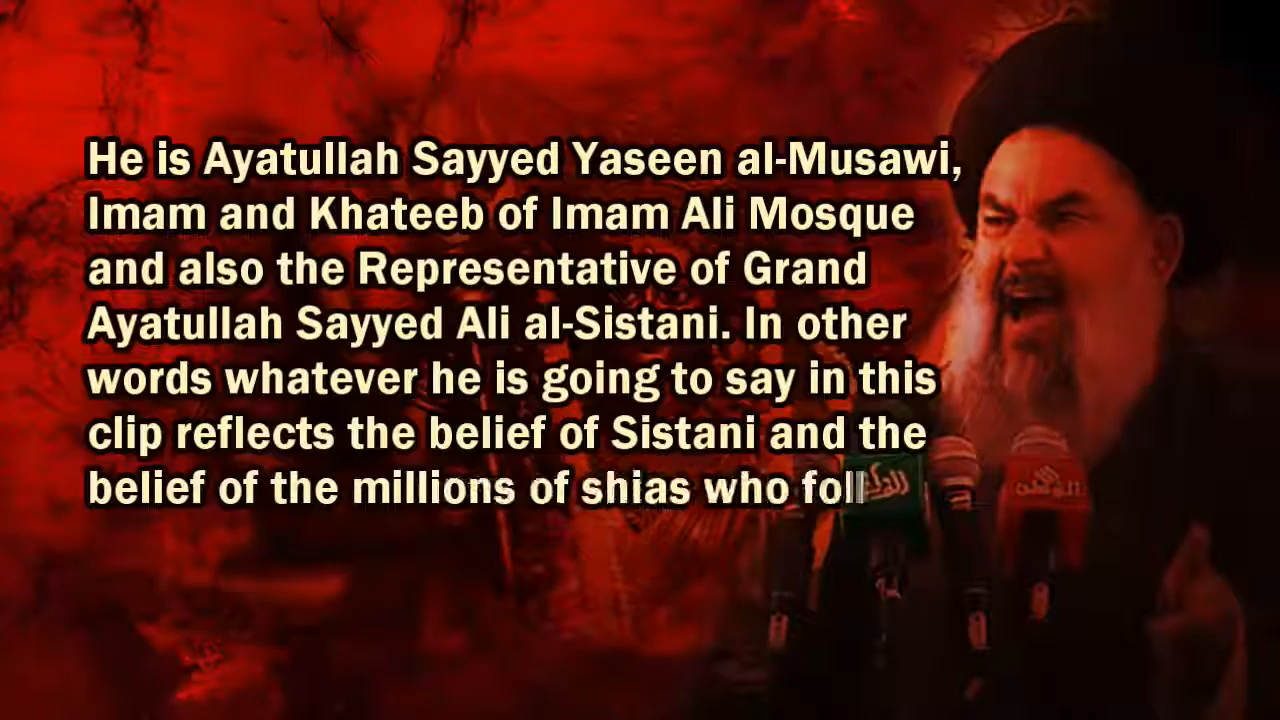 He is Ayatullah Sayyed Yaseen al-Musawi,
Imam and Khateeb of Imam Ali Mosque
and also the Representative of Grand
Ayatullah Sayyed Ali al-Sistani. In other
words whatever he is going to say in this
clip reflects the belief of Sistani and the
belief of the millions of shias who foll